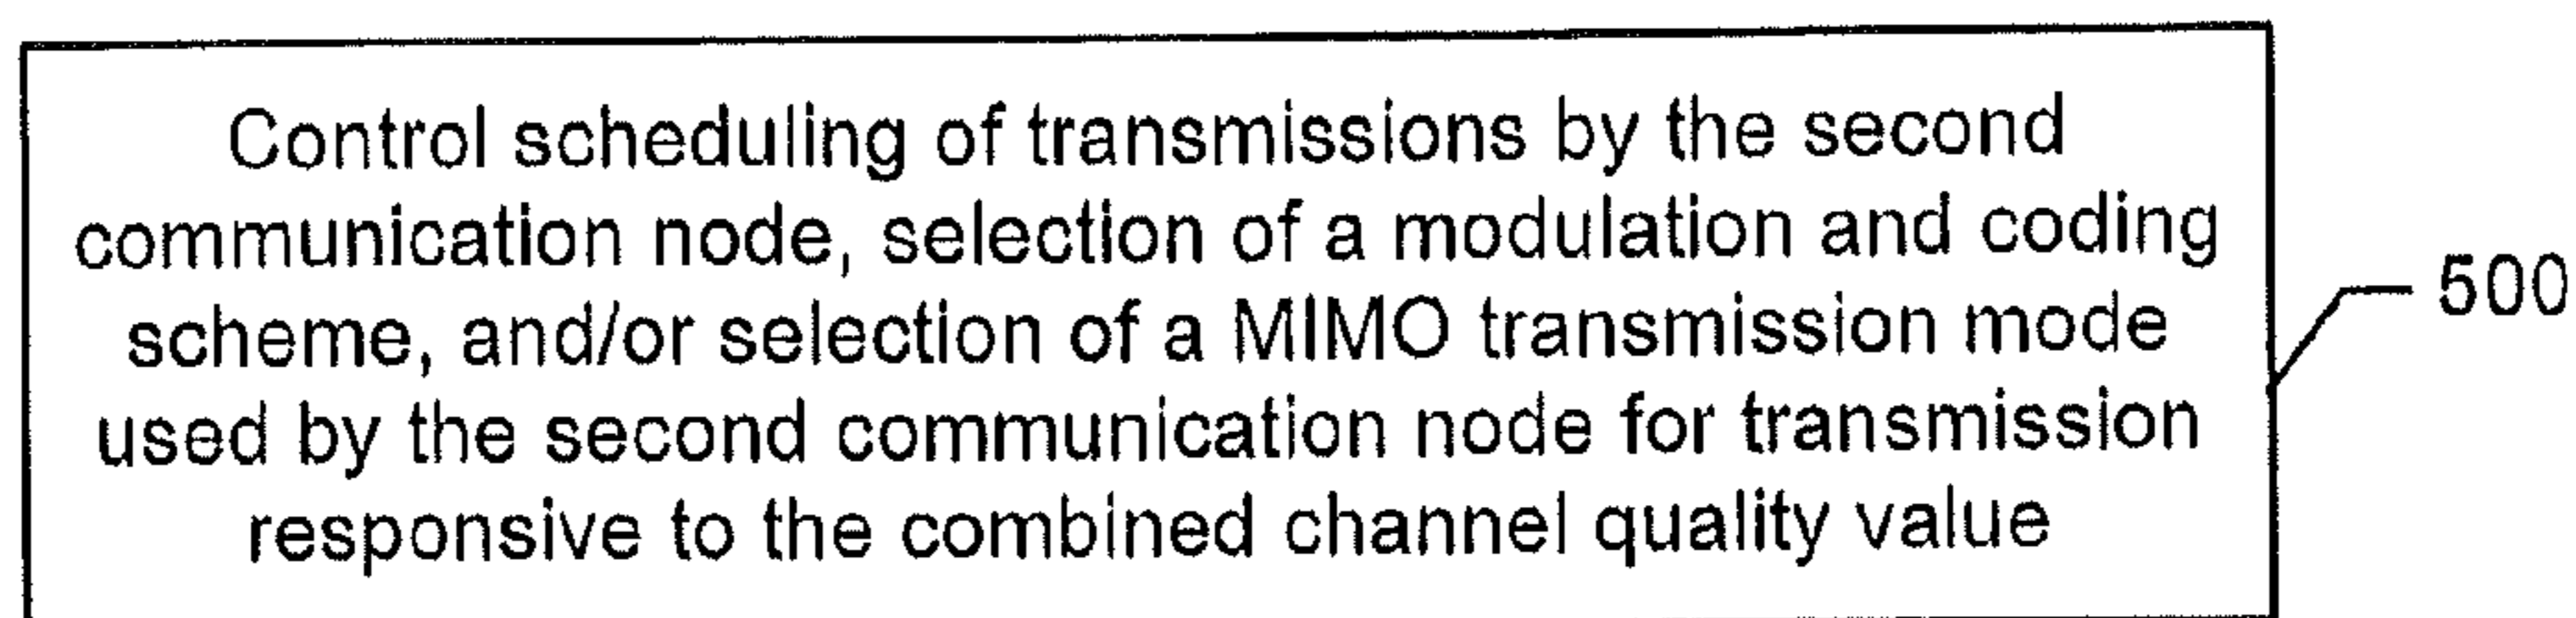 Control scheduling of transmissions by the second
communication node, selection of a modulation and coding
scheme, and/or selection of a MIMO transmission mode
used by the second communication node for transmission
responsive to the combined channel quality value
500